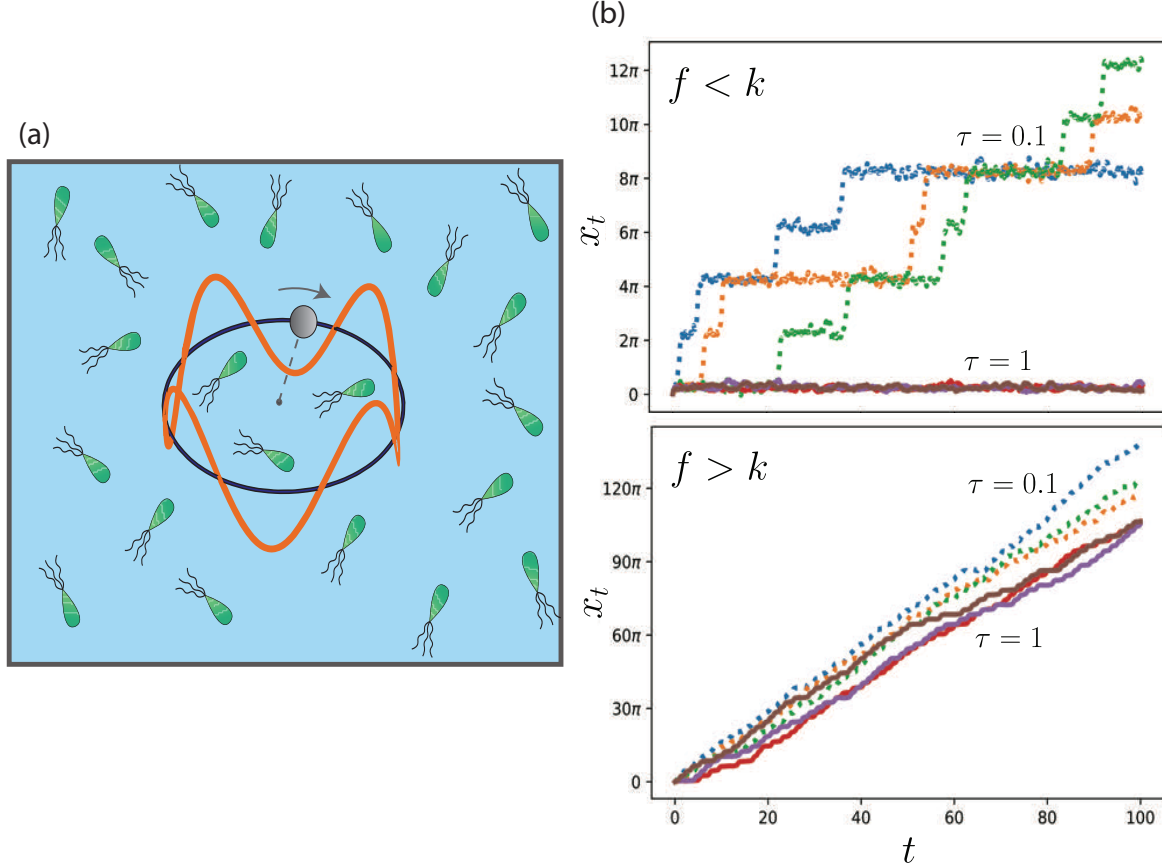 (a)
(b)
f < k
τ = 0.1
τ = 1
x_t
12π
10π
8π
6π
4π
2π
0
f > k
τ = 0.1
τ = 1
x_t
120π
90π
60π
30π
0
0 20 40 60 80 100
t